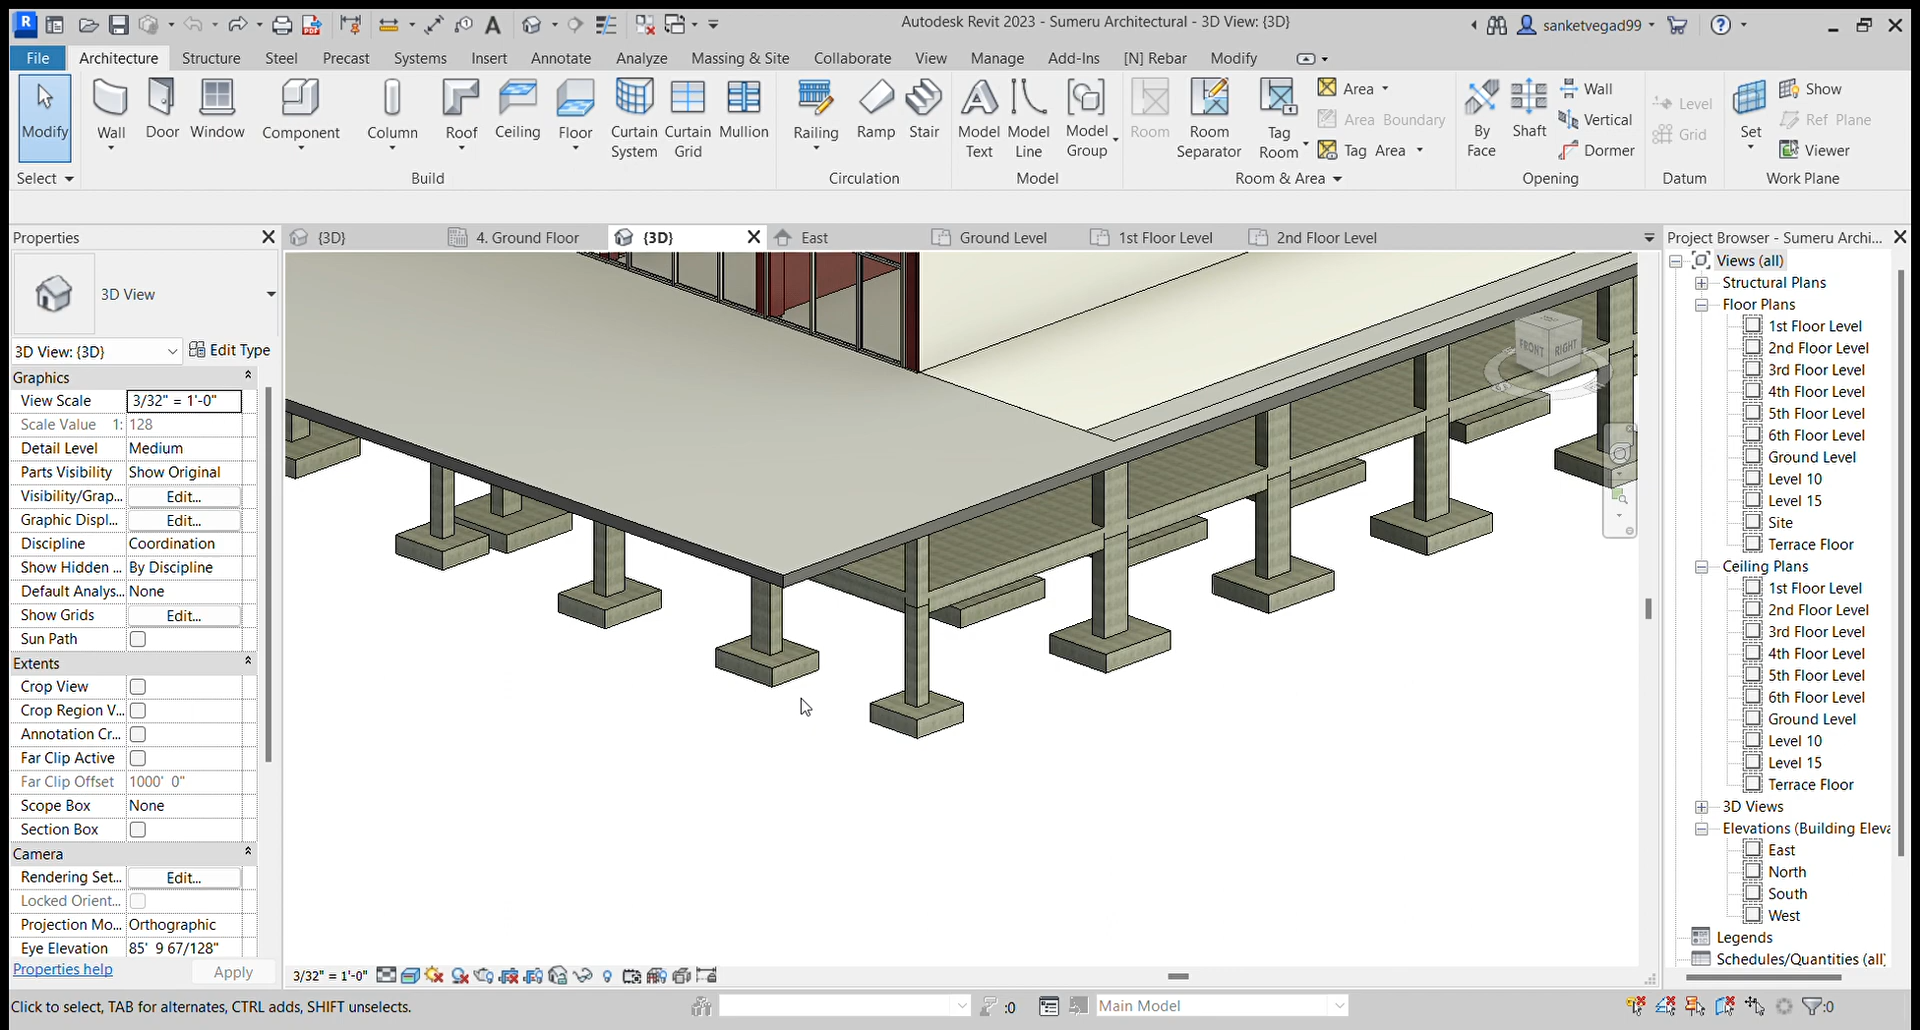 Autodesk Revit 2023 - Sumeru Architectural - 3D View: {3D}
sanketvegad99
File Architecture Structure Steel Precast Systems Insert Annotate Analyze Massing & Site Collaborate View Manage Add-Ins [N] Rebar Modify
Modify
Wall
Door
Window
Component
Column
Roof
Ceiling
Floor
Curtain System
Curtain Grid
Mullion
Railing
Ramp
Stair
Model Text
Model Line
Model Group
Room
Room Separator
Tag Room
Area
Area Boundary
Tag Area
By Face
Shaft
Wall
Vertical
Dormer
Level
Grid
Set
Show
Ref Plane
Viewer
Select Build Circulation Model Room & Area Opening Datum Work Plane
Properties
{3D} 4. Ground Floor {3D} East Ground Level 1st Floor Level 2nd Floor Level
Project Browser - Sumeru Archi...
3D View
3D View: {3D} Edit Type
Graphics
View Scale 3/32" = 1'-0"
Scale Value 1: 128
Detail Level Medium
Parts Visibility Show Original
Visibility/Grap... Edit...
Graphic Displ... Edit...
Discipline Coordination
Show Hidden ... By Discipline
Default Analys... None
Show Grids Edit...
Sun Path
Extents
Crop View
Crop Region V...
Annotation Cr...
Far Clip Active
Far Clip Offset 1000' 0"
Scope Box None
Section Box
Camera
Rendering Set... Edit...
Locked Orient...
Projection Mo... Orthographic
Eye Elevation 85' 9 67/128"
Properties help Apply
FRONT RIGHT
Views (all)
Structural Plans
Floor Plans
1st Floor Level
2nd Floor Level
3rd Floor Level
4th Floor Level
5th Floor Level
6th Floor Level
Ground Level
Level 10
Level 15
Site
Terrace Floor
Ceiling Plans
1st Floor Level
2nd Floor Level
3rd Floor Level
4th Floor Level
5th Floor Level
6th Floor Level
Ground Level
Level 10
Level 15
Terrace Floor
3D Views
Elevations (Building Eleva
East
North
South
West
Legends
Schedules/Quantities (all)
3/32" = 1'-0"
Click to select, TAB for alternates, CTRL adds, SHIFT unselects.
:0
Main Model
:0